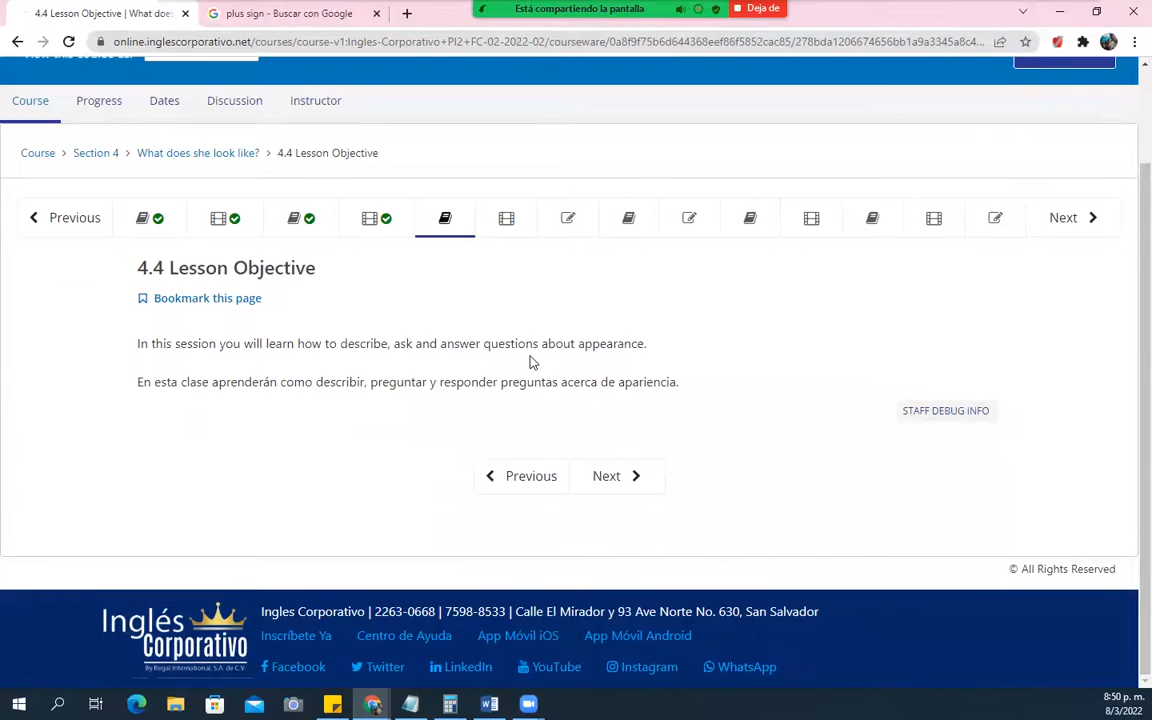 4.4 Lesson Objective | What does
plus sign - Buscar con Google
Está compartiendo la pantalla
Deja de
online.inglescorporativo.net/courses/course-v1:Ingles-Corporativo+PI2+FC-02-2022-02/courseware/0a8f9f75b6d644368eef86f5852cac85/278bda1206674656bb1a9a3345a8c4...
Course
Progress
Dates
Discussion
Instructor
Course > Section 4 > What does she look like? > 4.4 Lesson Objective
Previous
Next
4.4 Lesson Objective
Bookmark this page
In this session you will learn how to describe, ask and answer questions about appearance.
En esta clase aprenderán como describir, preguntar y responder preguntas acerca de apariencia.
STAFF DEBUG INFO
Previous
Next
© All Rights Reserved
Inglés
Corporativo
By Regal International, S.A. de C.V.
Ingles Corporativo | 2263-0668 | 7598-8533 | Calle El Mirador y 93 Ave Norte No. 630, San Salvador
Inscríbete Ya
Centro de Ayuda
App Móvil iOS
App Móvil Android
Facebook
Twitter
LinkedIn
YouTube
Instagram
WhatsApp
8:50 p. m.
8/3/2022